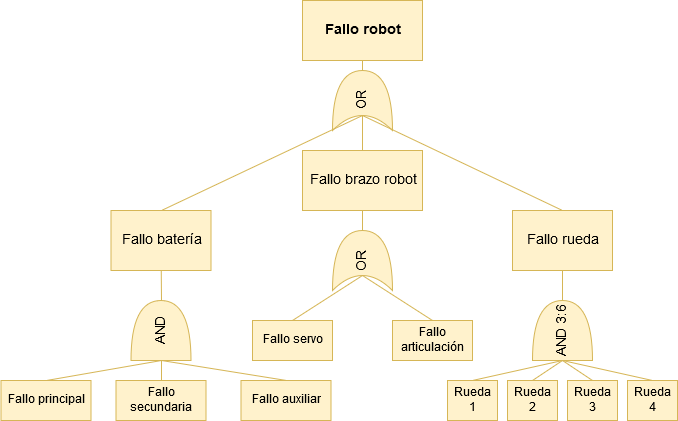 Fallo robot
OR
Fallo brazo robot
Fallo batería
Fallo rueda
OR
AND
AND 3:6
Fallo servo
Fallo
articulación
Fallo principal
Fallo
secundaria
Fallo auxiliar
Rueda
1
Rueda
2
Rueda
3
Rueda
4